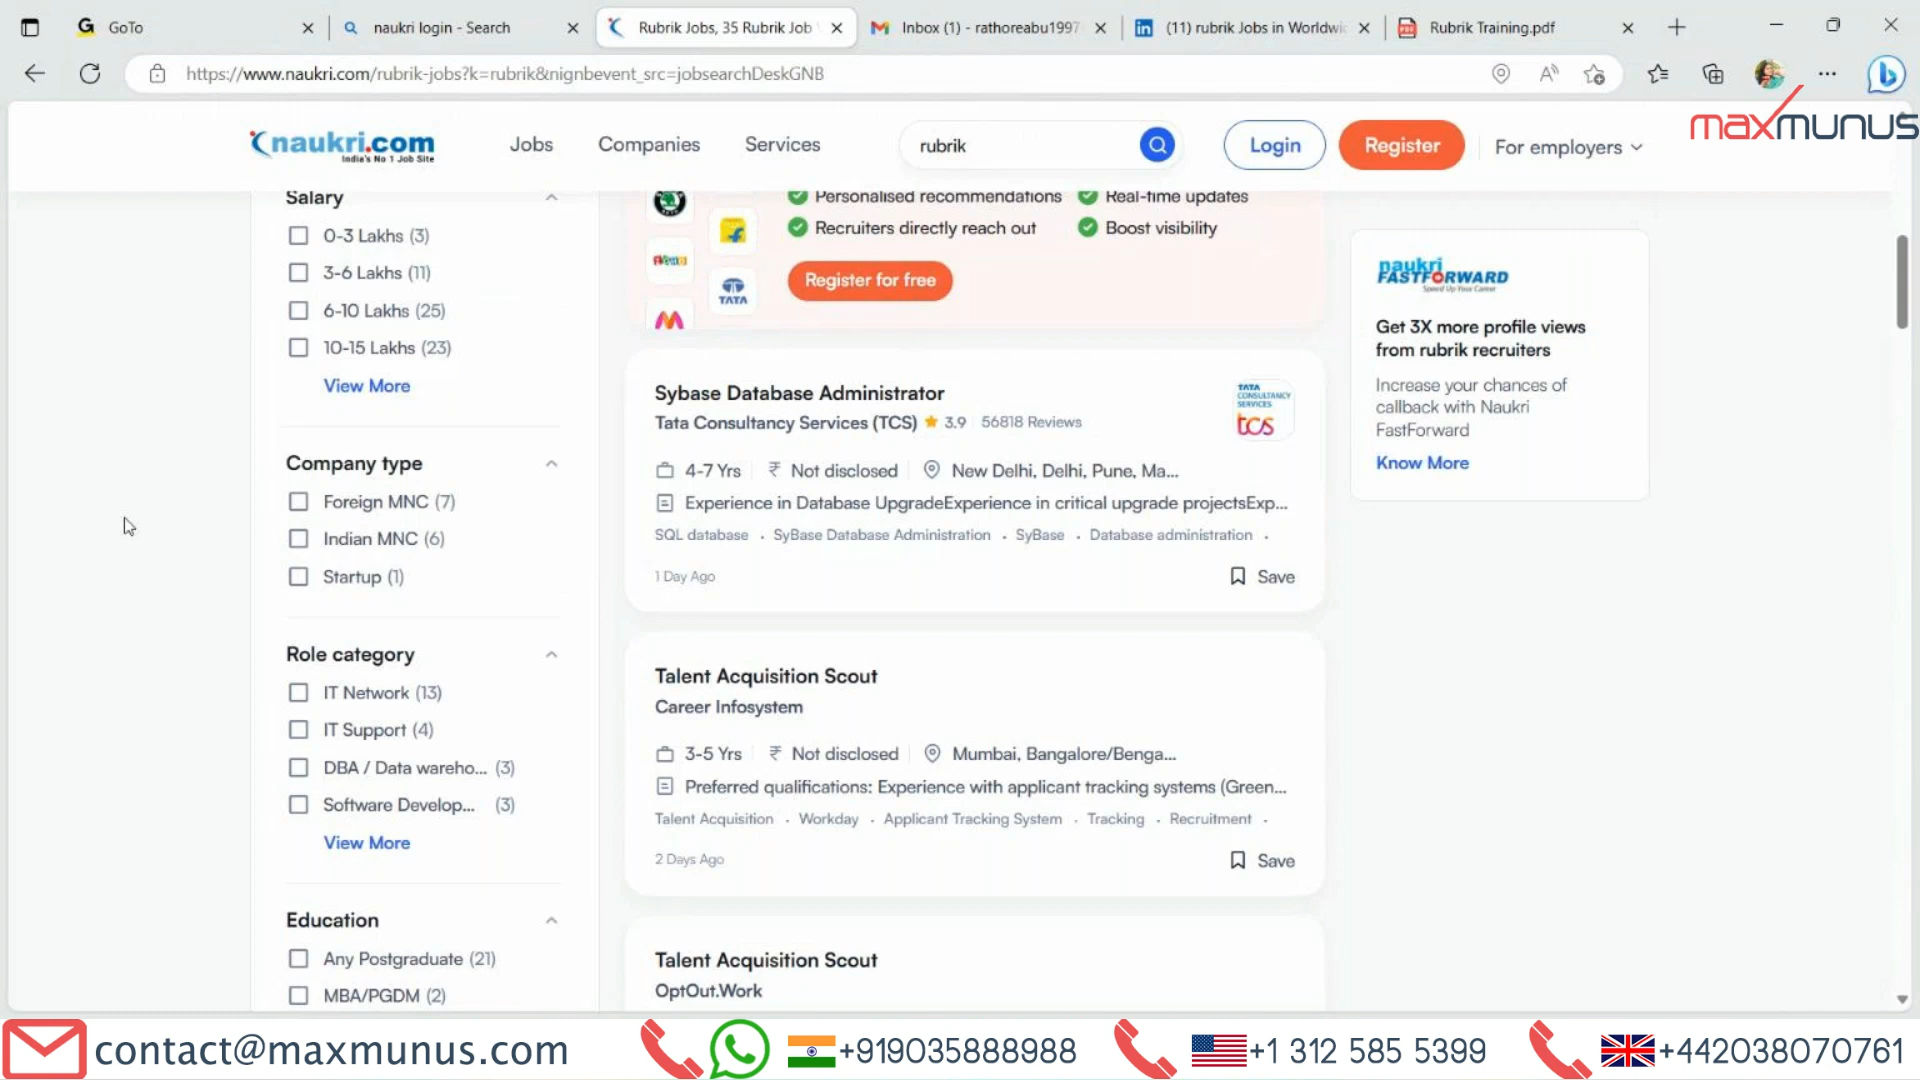 GoTo
naukri login - Search
Rubrik Jobs, 35 Rubrik Job
Inbox (1) - rathoreabu1997
(11) rubrik Jobs in Worldwi
Rubrik Training.pdf
https://www.naukri.com/rubrik-jobs?k=rubrik&nignbevent_src=jobsearchDeskGNB
maxmunus
naukri.com
India's No 1 Job Site
Jobs
Companies
Services
rubrik
Login
Register
For employers
Salary
0-3 Lakhs (3)
3-6 Lakhs (11)
6-10 Lakhs (25)
10-15 Lakhs (23)
View More
Company type
Foreign MNC (7)
Indian MNC (6)
Startup (1)
Role category
IT Network (13)
IT Support (4)
DBA / Data wareho... (3)
Software Develop... (3)
View More
Education
Any Postgraduate (21)
MBA/PGDM (2)
Personalised recommendations
Real-time updates
Recruiters directly reach out
Boost visibility
Register for free
TATA
Sybase Database Administrator
Tata Consultancy Services (TCS) 3.9 56818 Reviews
TATA
CONSULTANCY
SERVICES
tcs
4-7 Yrs ₹ Not disclosed New Delhi, Delhi, Pune, Ma...
Experience in Database UpgradeExperience in critical upgrade projectsExp...
SQL database · SyBase Database Administration · SyBase · Database administration ·
1 Day Ago
Save
Talent Acquisition Scout
Career Infosystem
3-5 Yrs ₹ Not disclosed Mumbai, Bangalore/Benga...
Preferred qualifications: Experience with applicant tracking systems (Green...
Talent Acquisition · Workday · Applicant Tracking System · Tracking · Recruitment ·
2 Days Ago
Save
Talent Acquisition Scout
OptOut.Work
naukri
FASTFORWARD
Speed Up Your Career
Get 3X more profile views
from rubrik recruiters
Increase your chances of
callback with Naukri
FastForward
Know More
contact@maxmunus.com
+919035888988
+1 312 585 5399
+442038070761